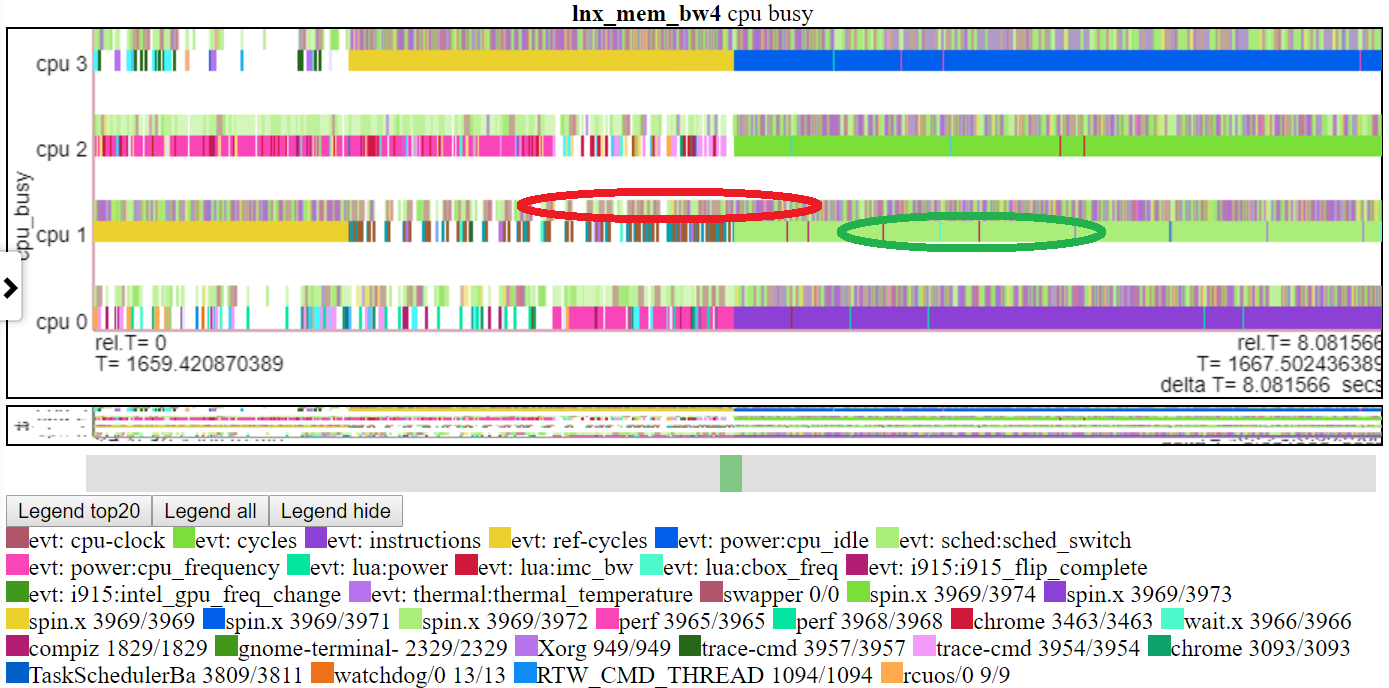 lnx_mem_bw4 cpu busy
cpu 3
cpu 2
cpu_busy
cpu 1
cpu 0
rel.T= 0
rel.T= 8.081566
T= 1659.420870389
T= 1667.502436389
delta T= 8.081566 secs
Legend top20 Legend all Legend hide
evt: cpu-clock evt: cycles evt: instructions evt: ref-cycles evt: power:cpu_idle evt: sched:sched_switch
evt: power:cpu_frequency evt: lua:power evt: lua:imc_bw evt: lua:cbox_freq evt: i915:i915_flip_complete
evt: i915:intel_gpu_freq_change evt: thermal:thermal_temperature swapper 0/0 spin.x 3969/3974 spin.x 3969/3973
spin.x 3969/3969 spin.x 3969/3971 spin.x 3969/3972 perf 3965/3965 perf 3968/3968 chrome 3463/3463 wait.x 3966/3966
compiz 1829/1829 gnome-terminal- 2329/2329 Xorg 949/949 trace-cmd 3957/3957 trace-cmd 3954/3954 chrome 3093/3093
TaskSchedulerBa 3809/3811 watchdog/0 13/13 RTW_CMD_THREAD 1094/1094 rcuos/0 9/9